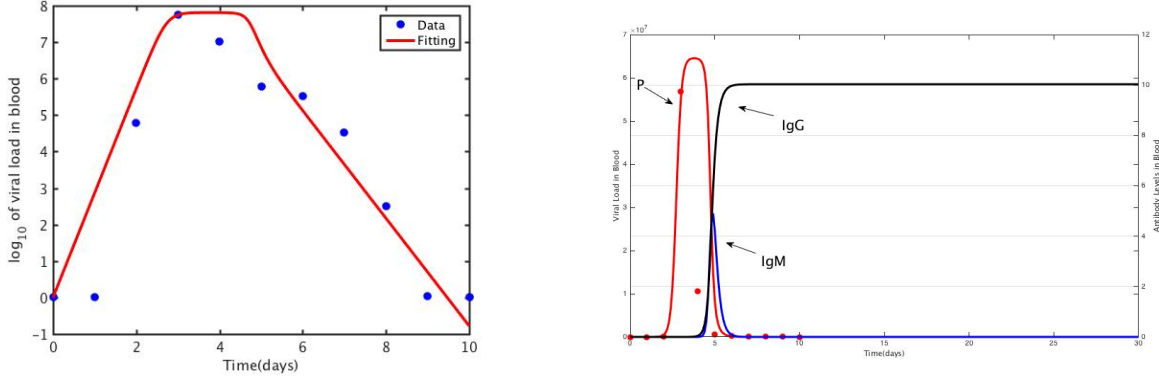 8
7
6
5
4
3
2
1
0
-1
log10 of viral load in blood
Data
Fitting
0 2 4 6 8 10
Time(days)
×10^7
7
6
5
4
3
2
1
0
Viral Load in Blood
P
IgG
IgM
12
10
8
6
4
2
0
Antibody Levels in Blood
0 5 10 15 20 25 30
Time(days)